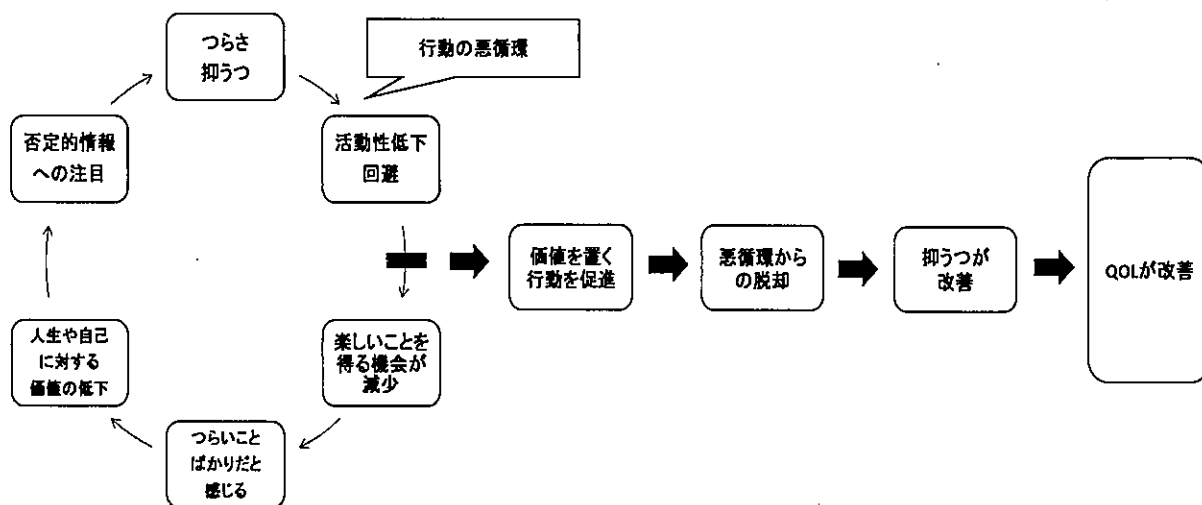 つらさ
抑うつ
行動の悪循環
活動性低下
回避
楽しいことを
得る機会が
減少
つらいこと
ばかりだと
感じる
人生や自己
に対する
価値の低下
否定的情報
への注目
価値を置く
行動を促進
悪循環から
の脱却
抑うつが
改善
QOLが改善